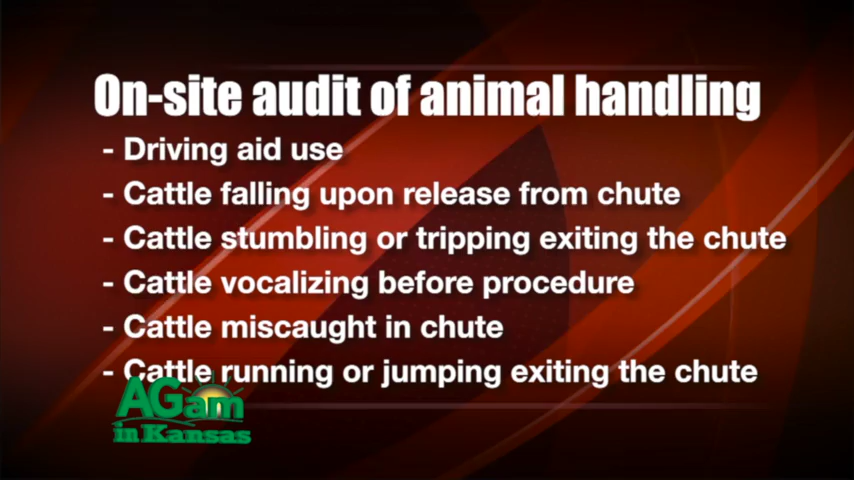 On-site audit of animal handling
- Driving aid use
- Cattle falling upon release from chute
- Cattle stumbling or tripping exiting the chute
- Cattle vocalizing before procedure
- Cattle miscaught in chute
- Cattle running or jumping exiting the chute
AGam
in Kansas